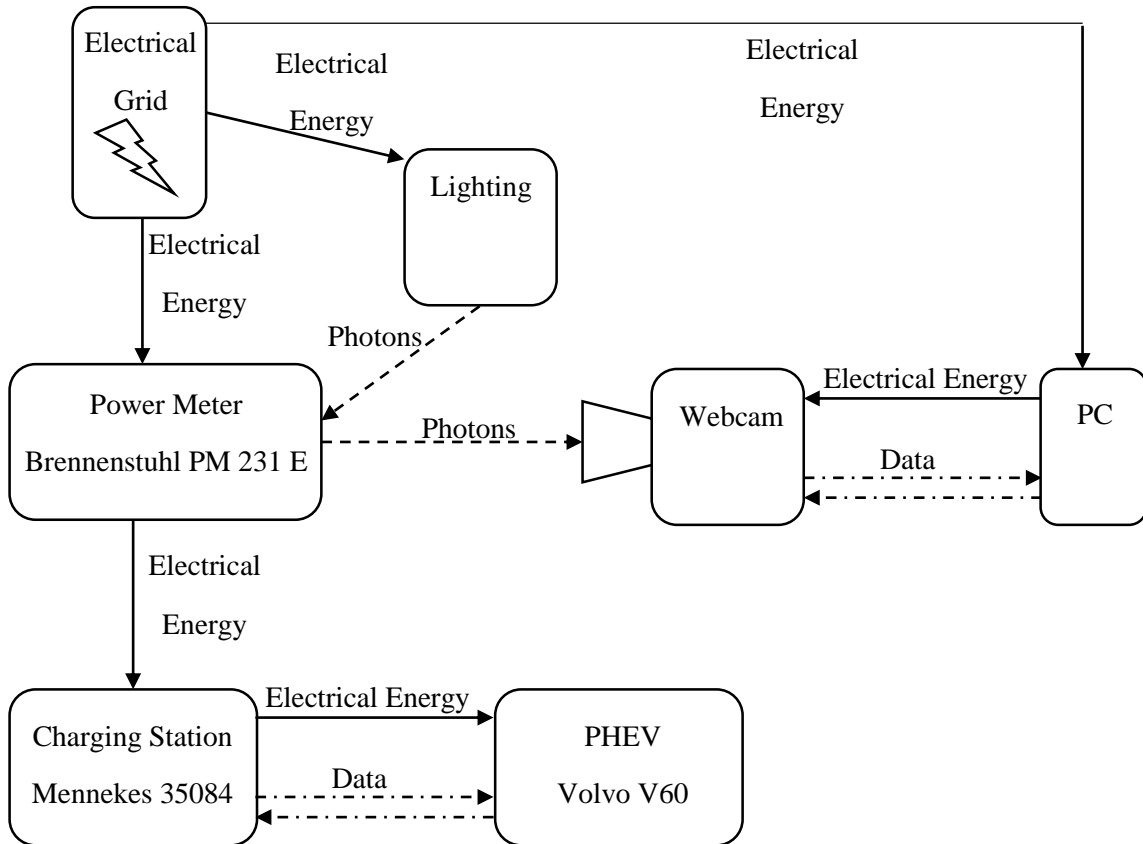 Electrical
Grid
Electrical
Energy
Electrical
Energy
Lighting
Electrical
Energy
Photons
Power Meter
Brennenstuhl PM 231 E
Photons
Webcam
Electrical Energy
Data
PC
Electrical
Energy
Charging Station
Mennekes 35084
Electrical Energy
Data
PHEV
Volvo V60